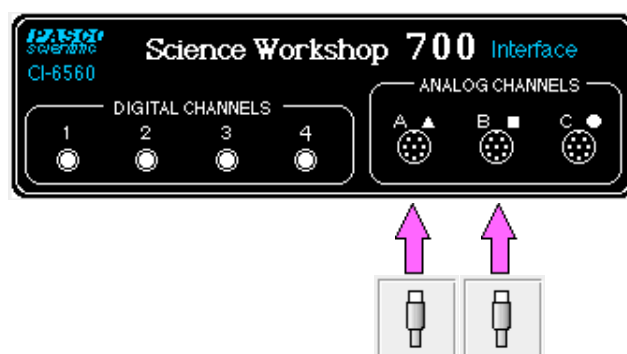 PASCO
scientific
CI-6560
Science Workshop 700 Interface
DIGITAL CHANNELS
1 2 3 4
ANALOG CHANNELS
A B C